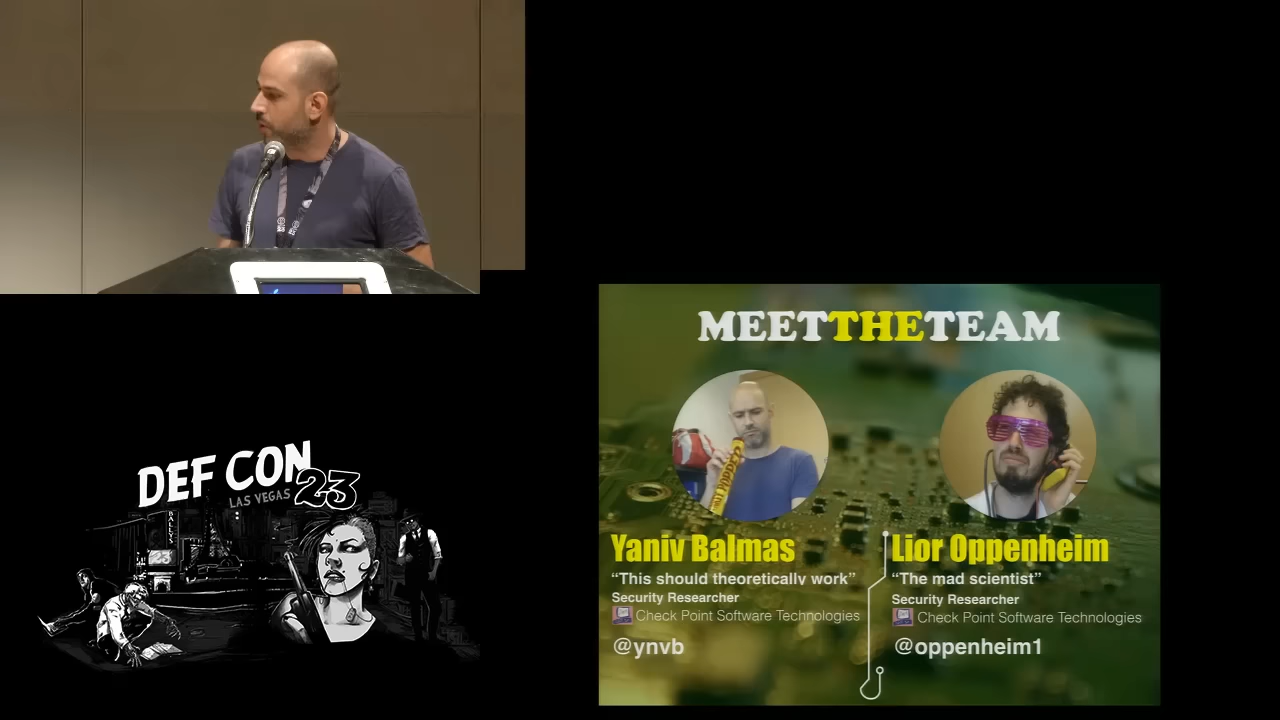 MEETTHETEAM
Yaniv Balmas
“This should theoretically work”
Security Researcher
Check Point Software Technologies
@ynvb
Lior Oppenheim
“The mad scientist”
Security Researcher
Check Point Software Technologies
@oppenheim1
DEF CON
LAS VEGAS 23
BALLYS